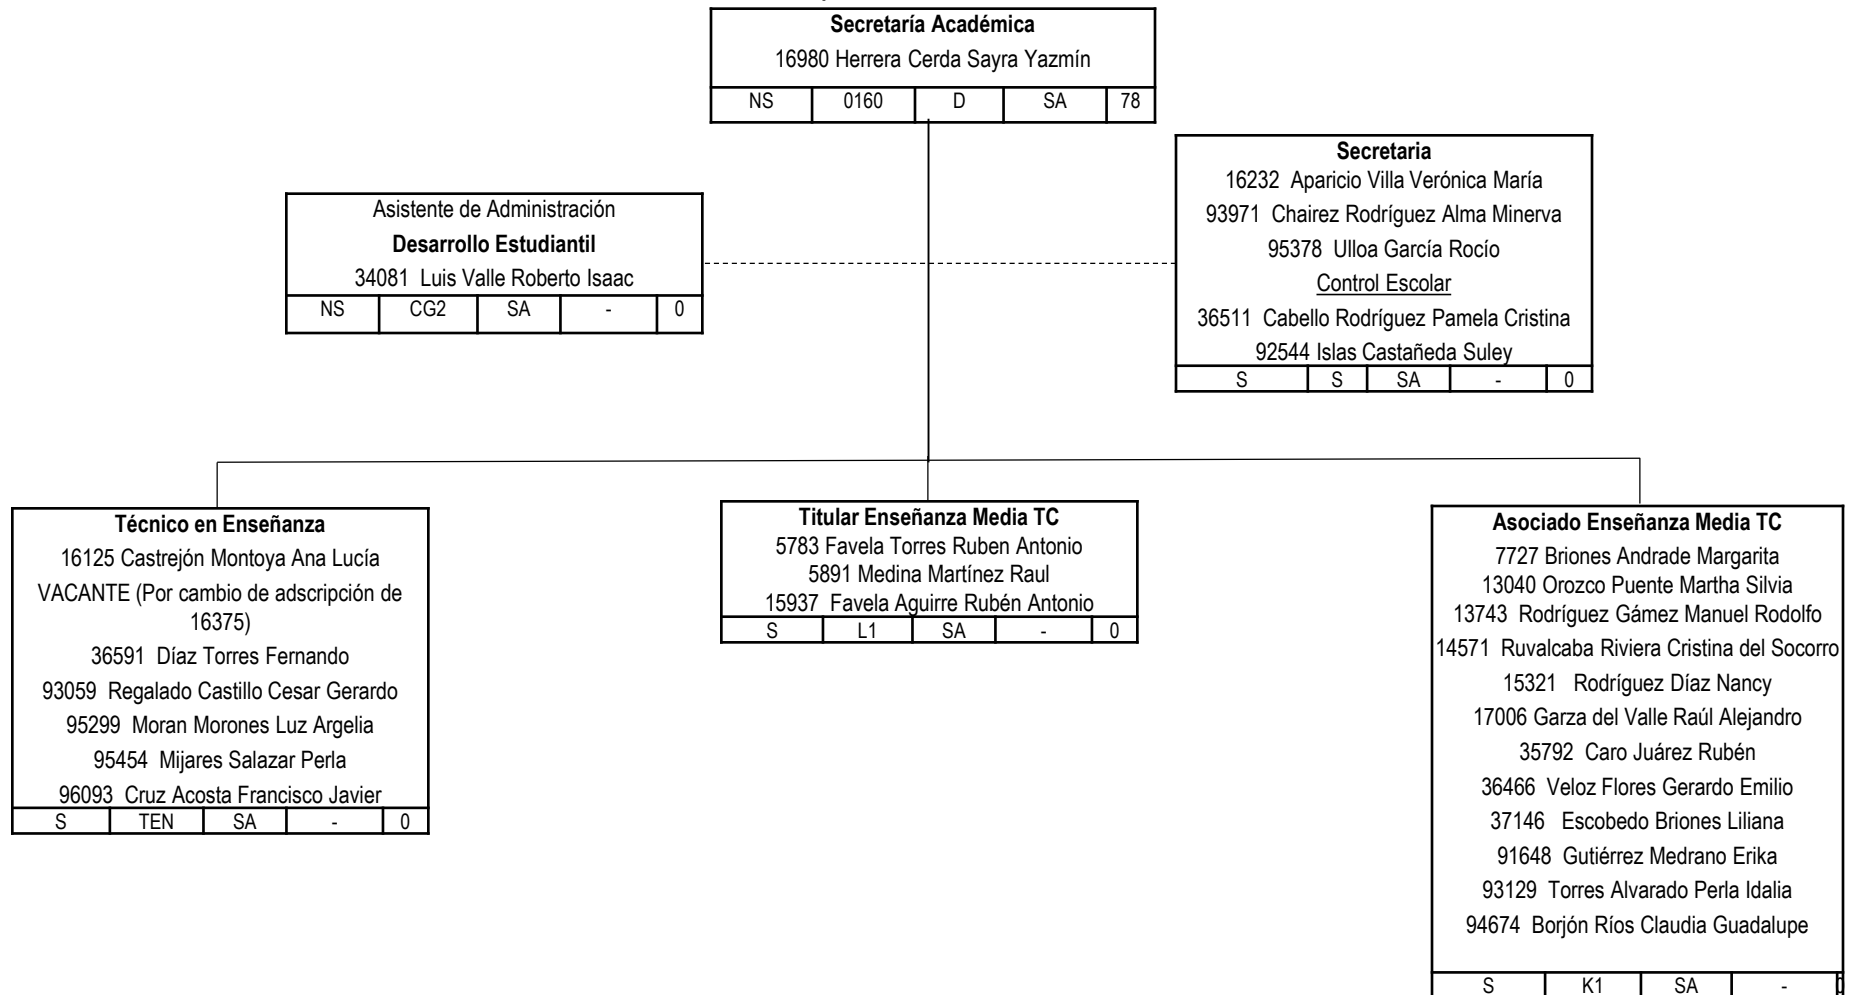 Secretaría Académica
16980 Herrera Cerda Sayra Yazmín
NS 0160 D SA 78
Secretaria
16232 Aparicio Villa Verónica María
93971 Chairez Rodríguez Alma Minerva
95378 Ulloa García Rocío
Control Escolar
36511 Cabello Rodríguez Pamela Cristina
92544 Islas Castañeda Suley
S S SA - 0
Asistente de Administración
Desarrollo Estudiantil
34081 Luis Valle Roberto Isaac
NS CG2 SA - 0
Técnico en Enseñanza
16125 Castrejón Montoya Ana Lucía
VACANTE (Por cambio de adscripción de
16375)
36591 Díaz Torres Fernando
93059 Regalado Castillo Cesar Gerardo
95299 Moran Morones Luz Argelia
95454 Mijares Salazar Perla
96093 Cruz Acosta Francisco Javier
S TEN SA - 0
Titular Enseñanza Media TC
5783 Favela Torres Ruben Antonio
5891 Medina Martínez Raul
15937 Favela Aguirre Rubén Antonio
S L1 SA - 0
Asociado Enseñanza Media TC
7727 Briones Andrade Margarita
13040 Orozco Puente Martha Silvia
13743 Rodríguez Gámez Manuel Rodolfo
14571 Ruvalcaba Riviera Cristina del Socorro
15321 Rodríguez Díaz Nancy
17006 Garza del Valle Raúl Alejandro
35792 Caro Juárez Rubén
36466 Veloz Flores Gerardo Emilio
37146 Escobedo Briones Liliana
91648 Gutiérrez Medrano Erika
93129 Torres Alvarado Perla Idalia
94674 Borjón Ríos Claudia Guadalupe
S K1 SA - 0